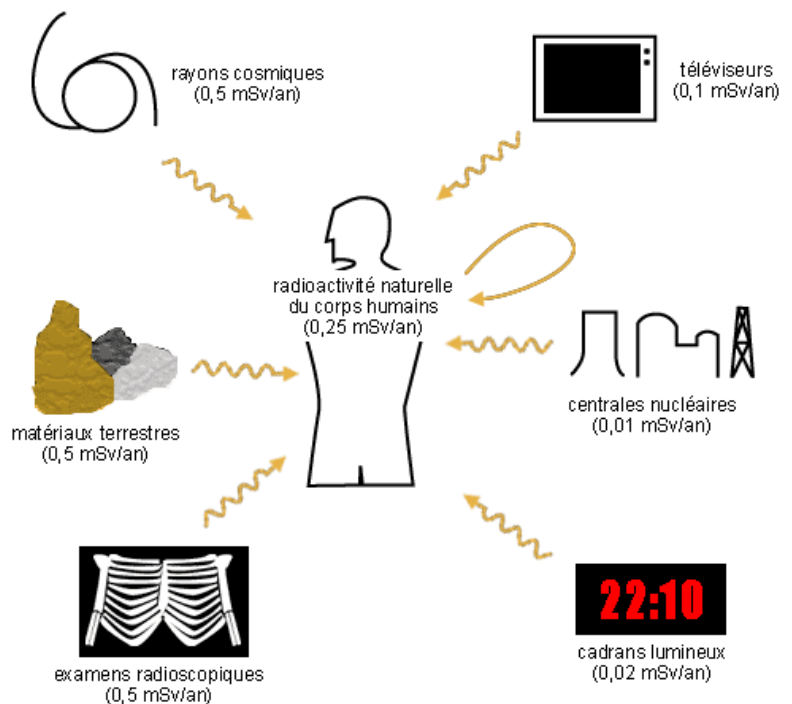 rayons cosmiques
(0,5 mSv/an)
téléviseurs
(0,1 mSv/an)
radioactivité naturelle
du corps humains
(0,25 mSv/an)
matériaux terrestres
(0,5 mSv/an)
centrales nucléaires
(0,01 mSv/an)
examens radioscopiques
(0,5 mSv/an)
22:10
cadrans lumineux
(0,02 mSv/an)